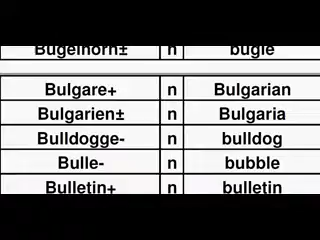 Bugelhorn± n bugle
Bulgare+ n Bulgarian
Bulgarien± n Bulgaria
Bulldogge- n bulldog
Bulle- n bubble
Bulletin+ n bulletin